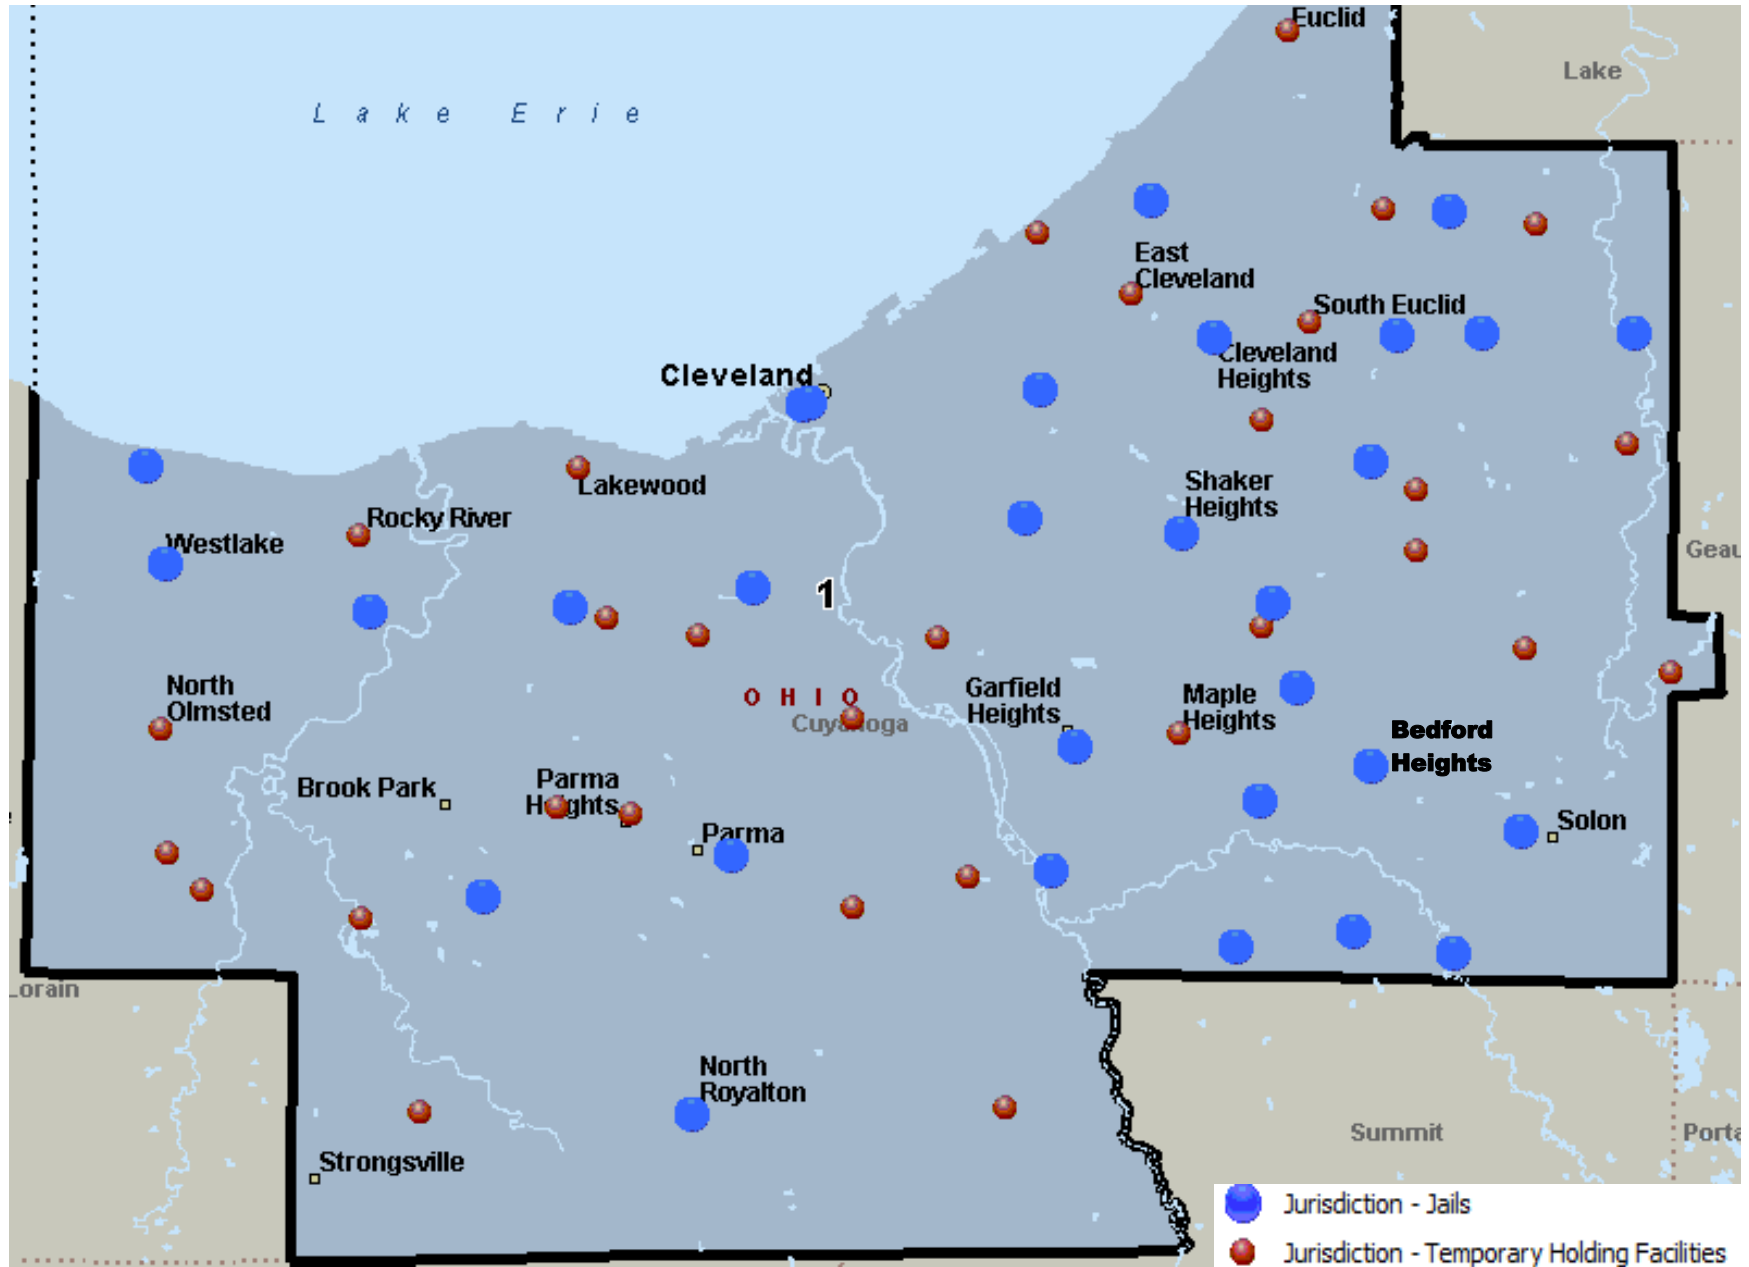 Euclid
Lake
Lake Erie
East
Cleveland
South Euclid
Cleveland
Cleveland
Heights
Lakewood
Shaker
Heights
Rocky River
Westlake
Geau
1
North
Olmsted
OHIO
Cuyahoga
Garfield
Heights
Maple
Heights
Bedford
Heights
Brook Park
Parma
Heights
Parma
Solon
Lorain
North
Royalton
Strongsville
Summit
Porta
Jurisdiction - Jails
Jurisdiction - Temporary Holding Facilities